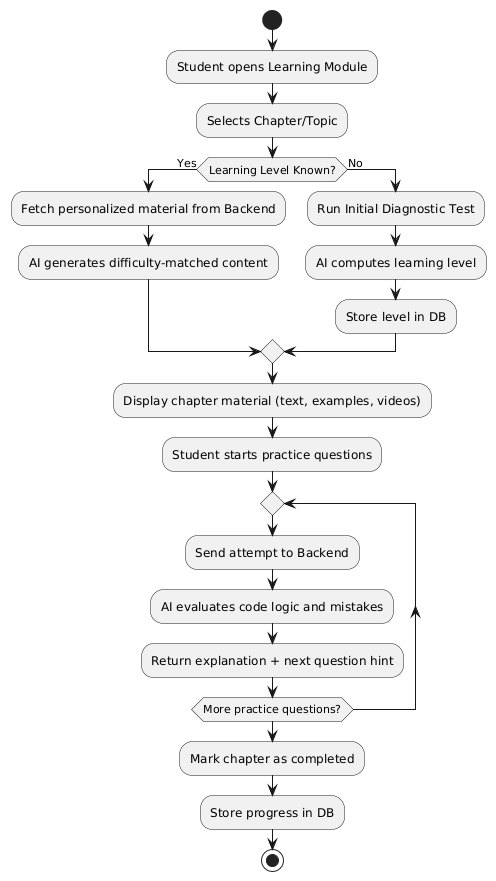 Student opens Learning Module
Selects Chapter/Topic
Yes
Learning Level Known?
No
Fetch personalized material from Backend
Run Initial Diagnostic Test
AI generates difficulty-matched content
AI computes learning level
Store level in DB
Display chapter material (text, examples, videos)
Student starts practice questions
Send attempt to Backend
AI evaluates code logic and mistakes
Return explanation + next question hint
More practice questions?
Mark chapter as completed
Store progress in DB